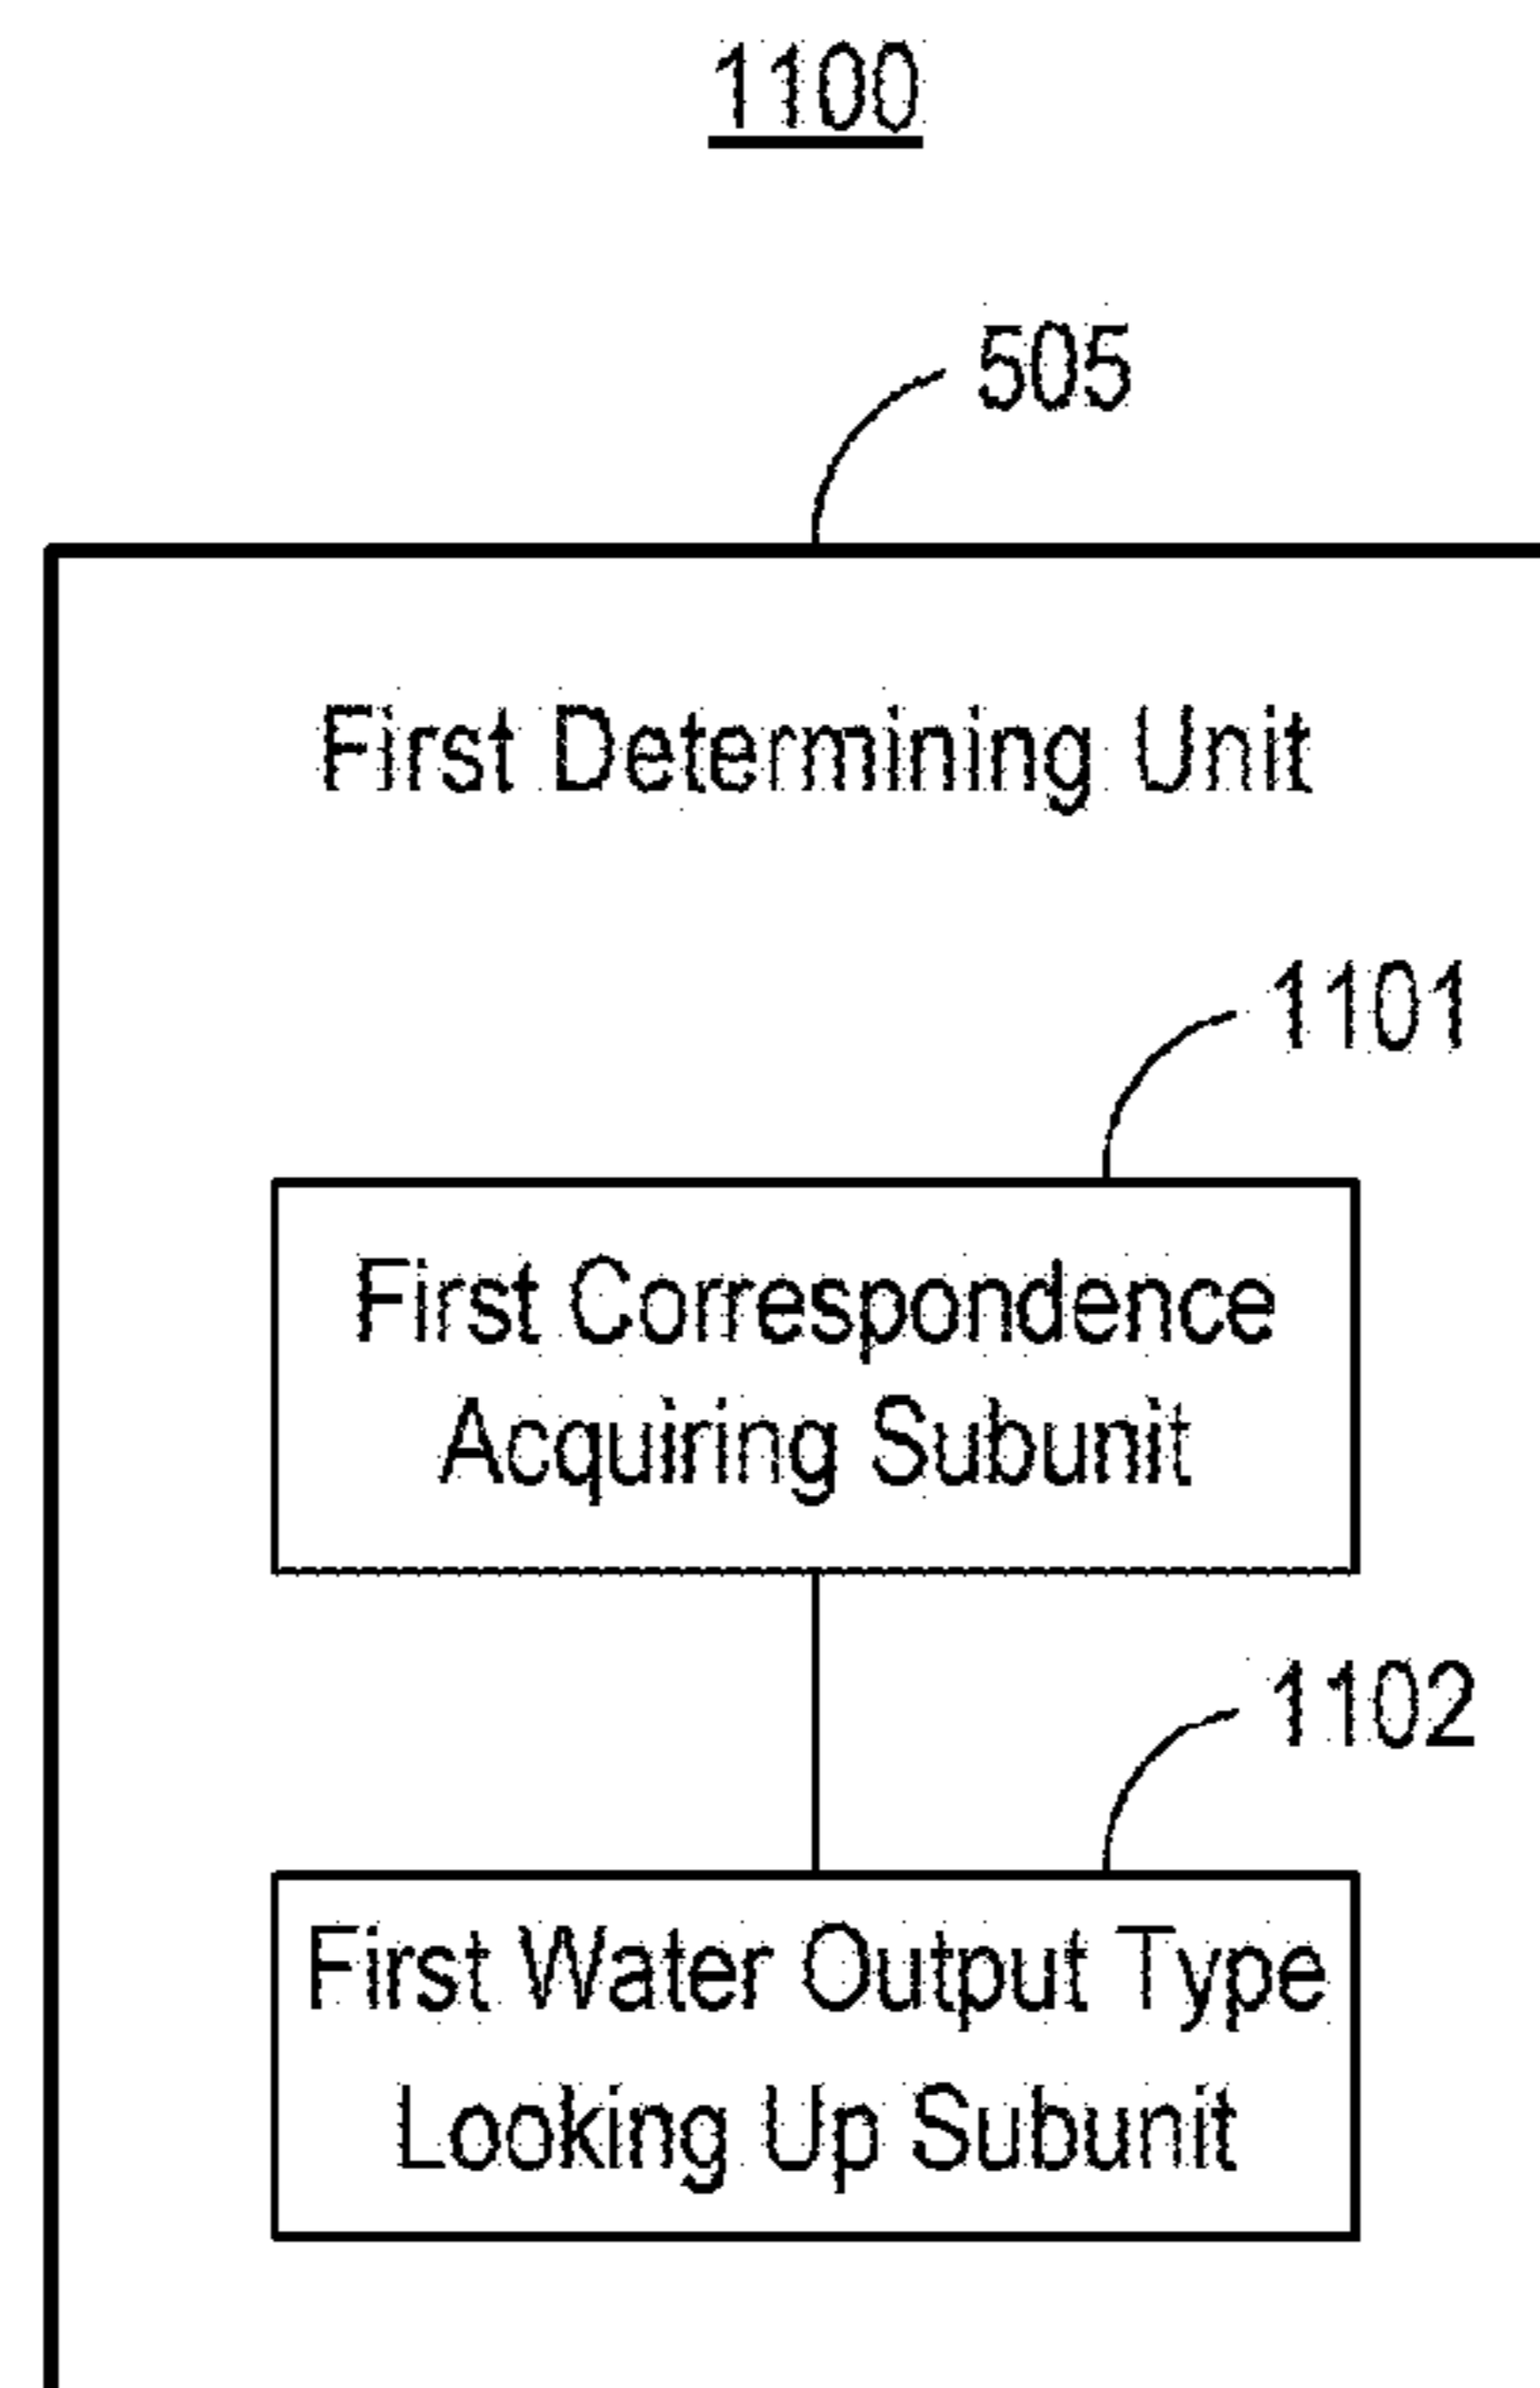 1100
505
First Determining Unit
1101
First Correspondence
Acquiring Subunit
1102
First Water Output Type
Looking Up Subunit